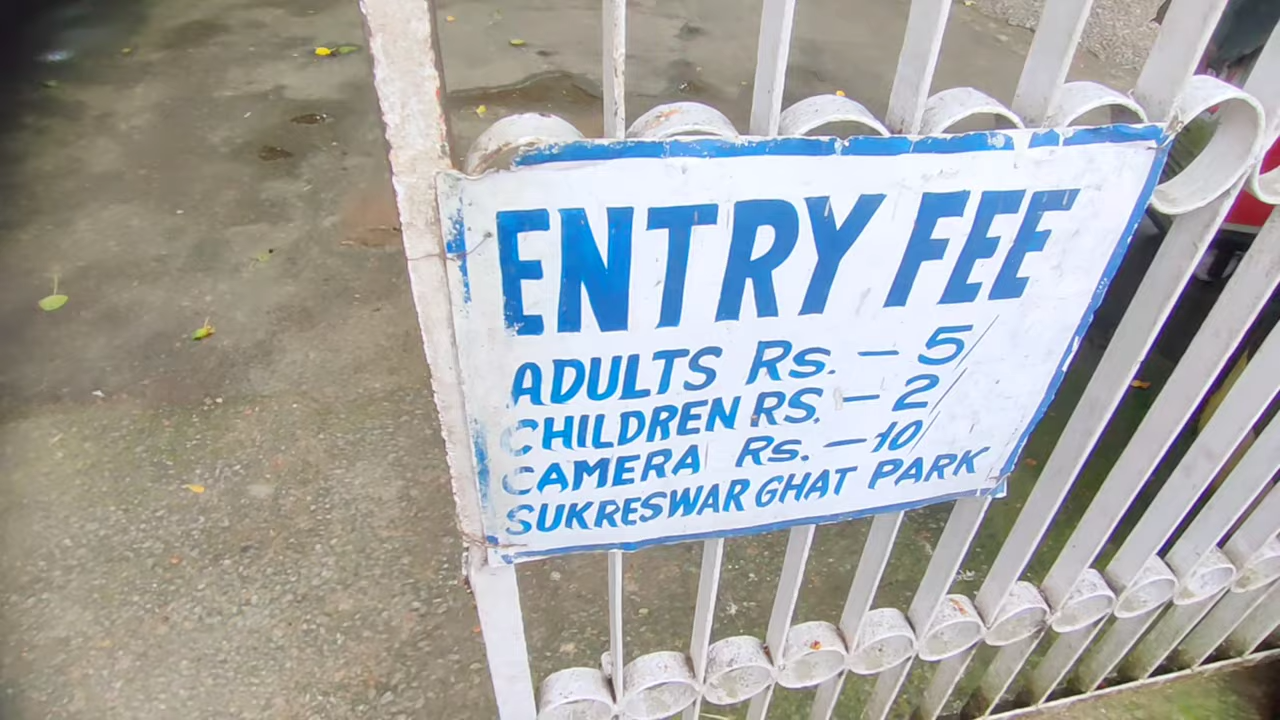 ENTRY FEE
ADULTS Rs. – 5/
CHILDREN RS. – 2/
CAMERA Rs. – 10/
SUKRESWAR GHAT PARK